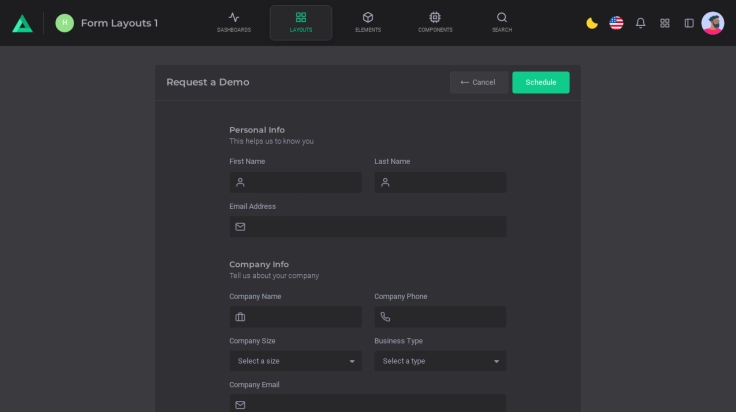 H Form Layouts 1
DASHBOARDS LAYOUTS ELEMENTS COMPONENTS SEARCH
Request a Demo
← Cancel Schedule
Personal Info
This helps us to know you
First Name Last Name
Email Address
Company Info
Tell us about your company
Company Name Company Phone
Company Size Business Type
Select a size Select a type
Company Email